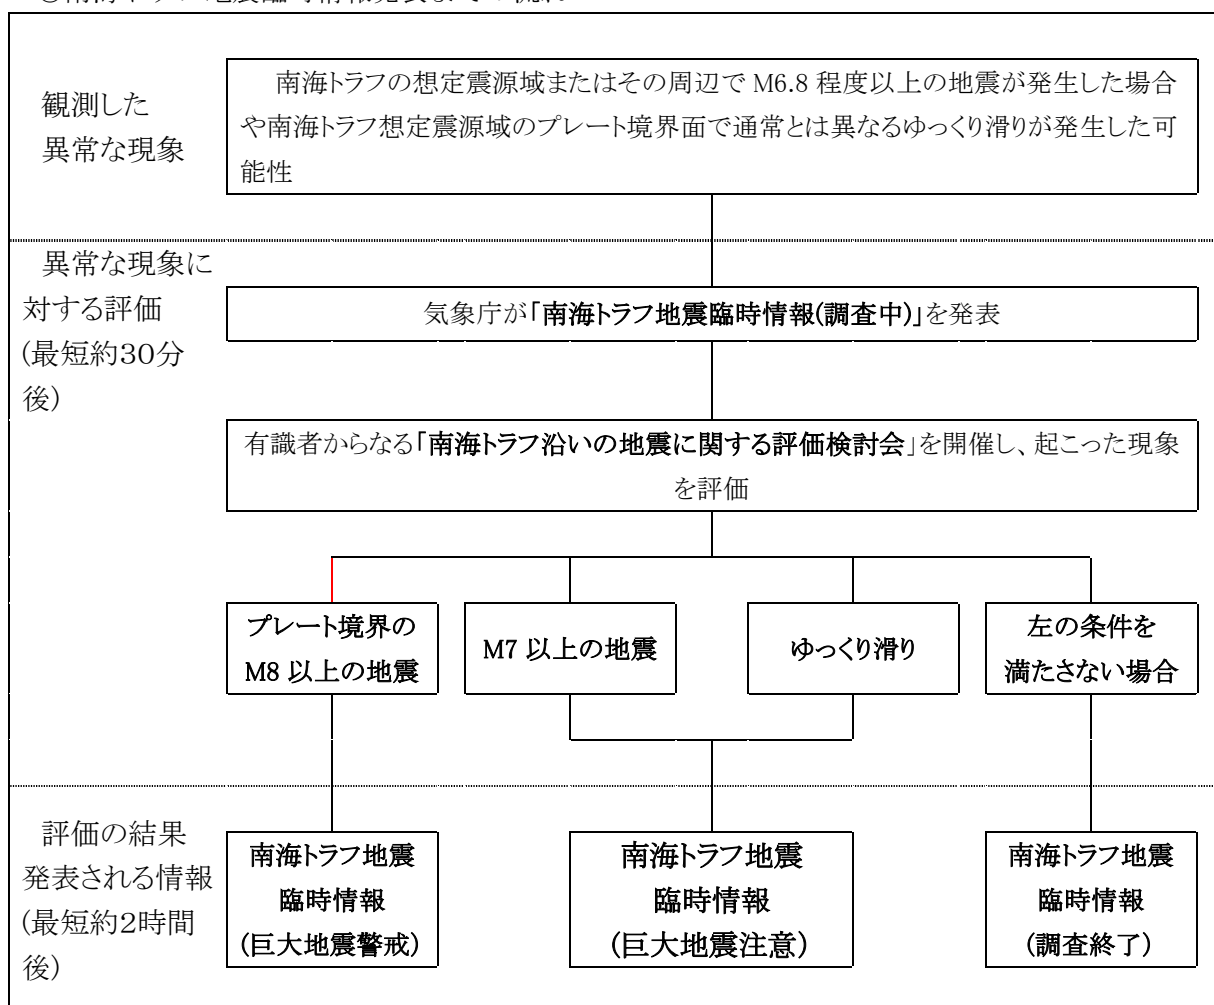 観測した
異常な現象
南海トラフの想定震源域またはその周辺で M6.8 程度以上の地震が発生した場合
や南海トラフ想定震源域のプレート境界面で通常とは異なるゆっくり滑りが発生した可
能性
異常な現象に
対する評価
(最短約30分
後)
気象庁が「南海トラフ地震臨時情報(調査中)」を発表
有識者からなる「南海トラフ沿いの地震に関する評価検討会」を開催し、起こった現象
を評価
プレート境界の
M8 以上の地震
M7 以上の地震
ゆっくり滑り
左の条件を
満たさない場合
評価の結果
発表される情報
(最短約2時間
後)
南海トラフ地震
臨時情報
(巨大地震警戒)
南海トラフ地震
臨時情報
(巨大地震注意)
南海トラフ地震
臨時情報
(調査終了)